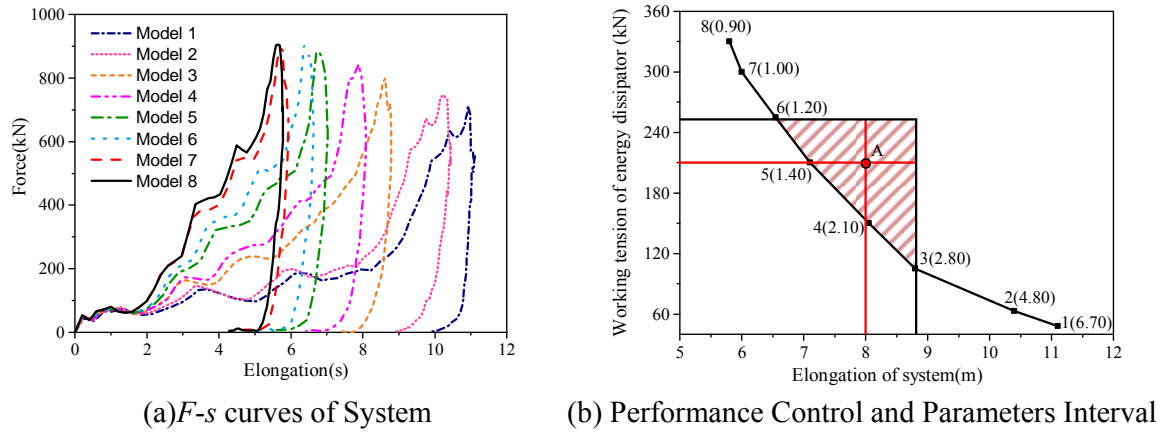 1000
800
600
400
200
0
Force(kN)
Model 1
Model 2
Model 3
Model 4
Model 5
Model 6
Model 7
Model 8
0 2 4 6 8 10 12
Elongation(s)
(a)F-s curves of System
360
300
240
180
120
60
Working tension of energy dissipator (kN)
8(0.90)
7(1.00)
6(1.20)
A
5(1.40)
4(2.10)
3(2.80)
2(4.80)
1(6.70)
5 6 7 8 9 10 11 12
Elongation of system(m)
(b) Performance Control and Parameters Interval